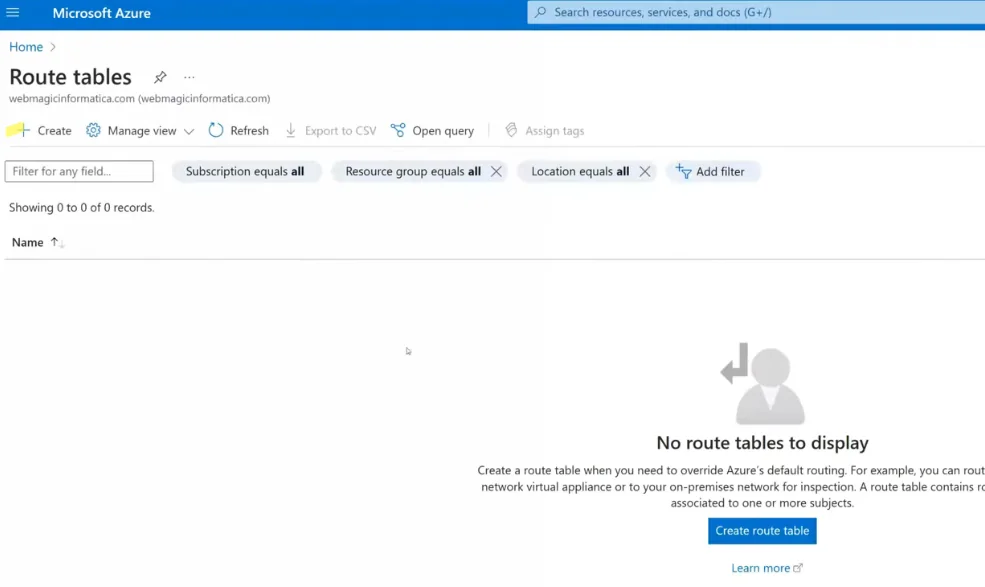 Microsoft Azure
Search resources, services, and docs (G+/)
Home
Route tables
...
webmagicinformatica.com (webmagicinformatica.com)
Create Manage view Refresh Export to CSV Open query Assign tags
Filter for any field... Subscription equals all Resource group equals all Location equals all Add filter
Showing 0 to 0 of 0 records.
Name
No route tables to display
Create a route table when you need to override Azure's default routing. For example, you can rout
network virtual appliance or to your on-premises network for inspection. A route table contains ro
associated to one or more subjects.
Create route table
Learn more